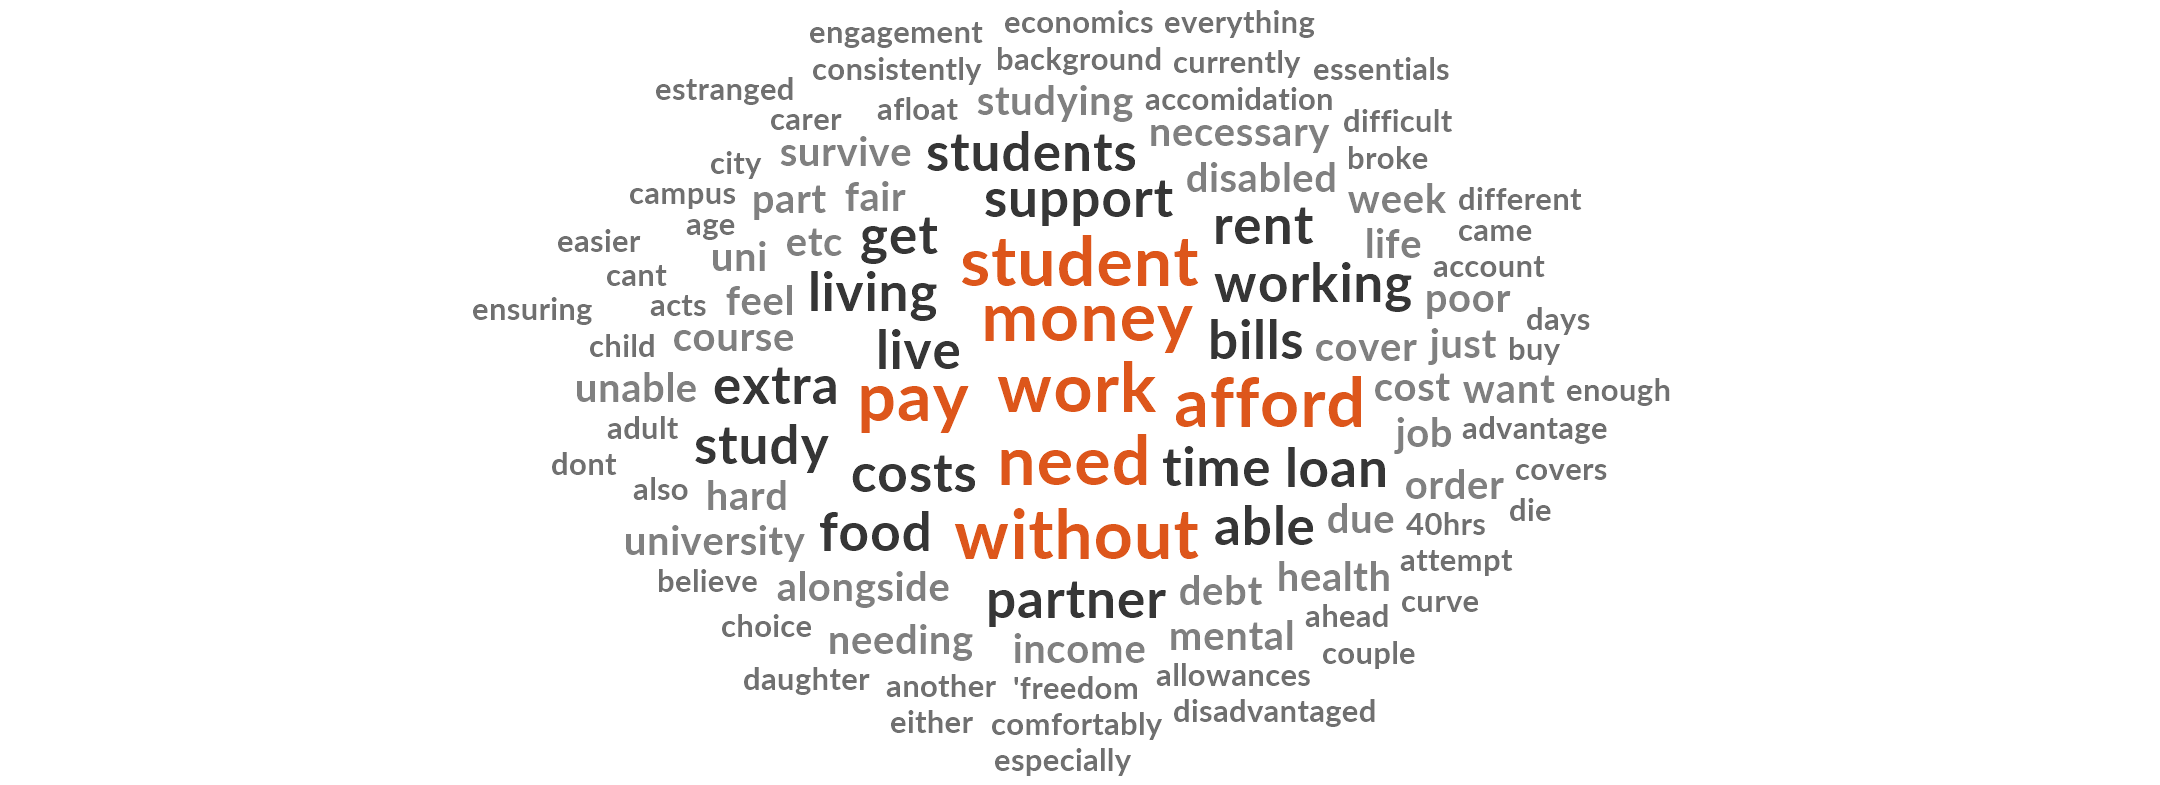 engagement economics everything
consistently background currently essentials
estranged afloat studying accomidation
carer survive students necessary difficult
city support disabled broke
campus part fair rent week different
age uni etc get student life came
easier cant living working account
ensuring acts feel money poor days
child course live bills cover just buy
unable extra pay work afford cost want enough
adult study need job advantage
dont costs time loan covers
also hard order die
university food without able due 40hrs
believe alongside partner debt health attempt
choice needing income mental ahead curve
daughter another 'freedom allowances couple
either comfortably disadvantaged
especially